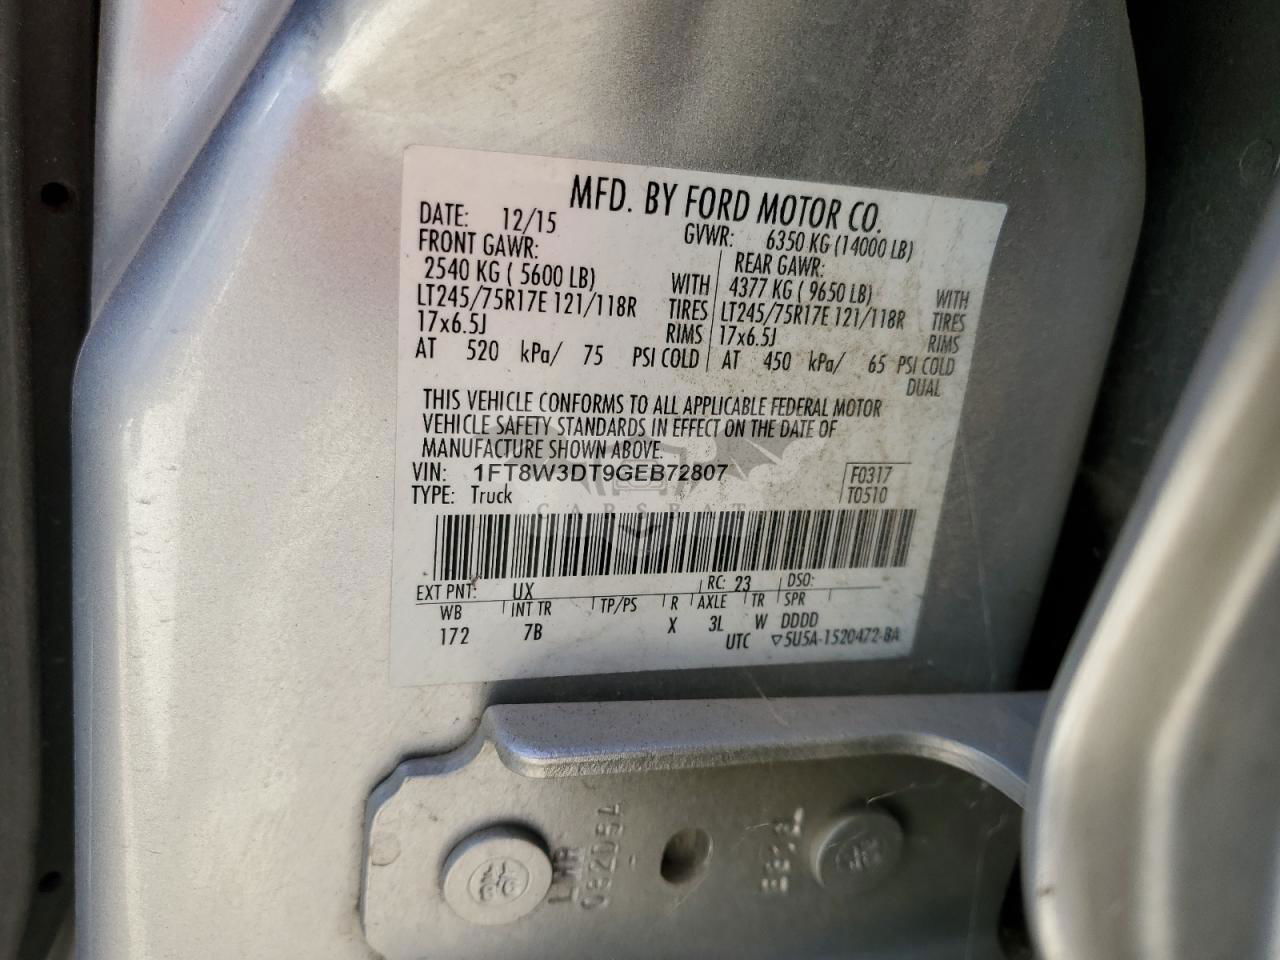 MFD. BY FORD MOTOR CO.
DATE: 12/15 GVWR: 6350 KG (14000 LB)
FRONT GAWR: REAR GAWR:
2540 KG ( 5600 LB) WITH 4377 KG ( 9650 LB) WITH
LT245/75R17E 121/118R TIRES LT245/75R17E 121/118R TIRES
17x6.5J RIMS 17x6.5J RIMS
AT 520 kPa/ 75 PSI COLD AT 450 kPa/ 65 PSI COLD
DUAL
THIS VEHICLE CONFORMS TO ALL APPLICABLE FEDERAL MOTOR
VEHICLE SAFETY STANDARDS IN EFFECT ON THE DATE OF
MANUFACTURE SHOWN ABOVE.
VIN: 1FT8W3DT9GEB72807 F0317
TYPE: Truck T0510
CARSBAT
EXT PNT: UX RC: 23 DSO:
WB INT TR TP/PS R AXLE TR SPR
172 7B X 3L W DDDD
UTC ▽5U5A-1520472-BA